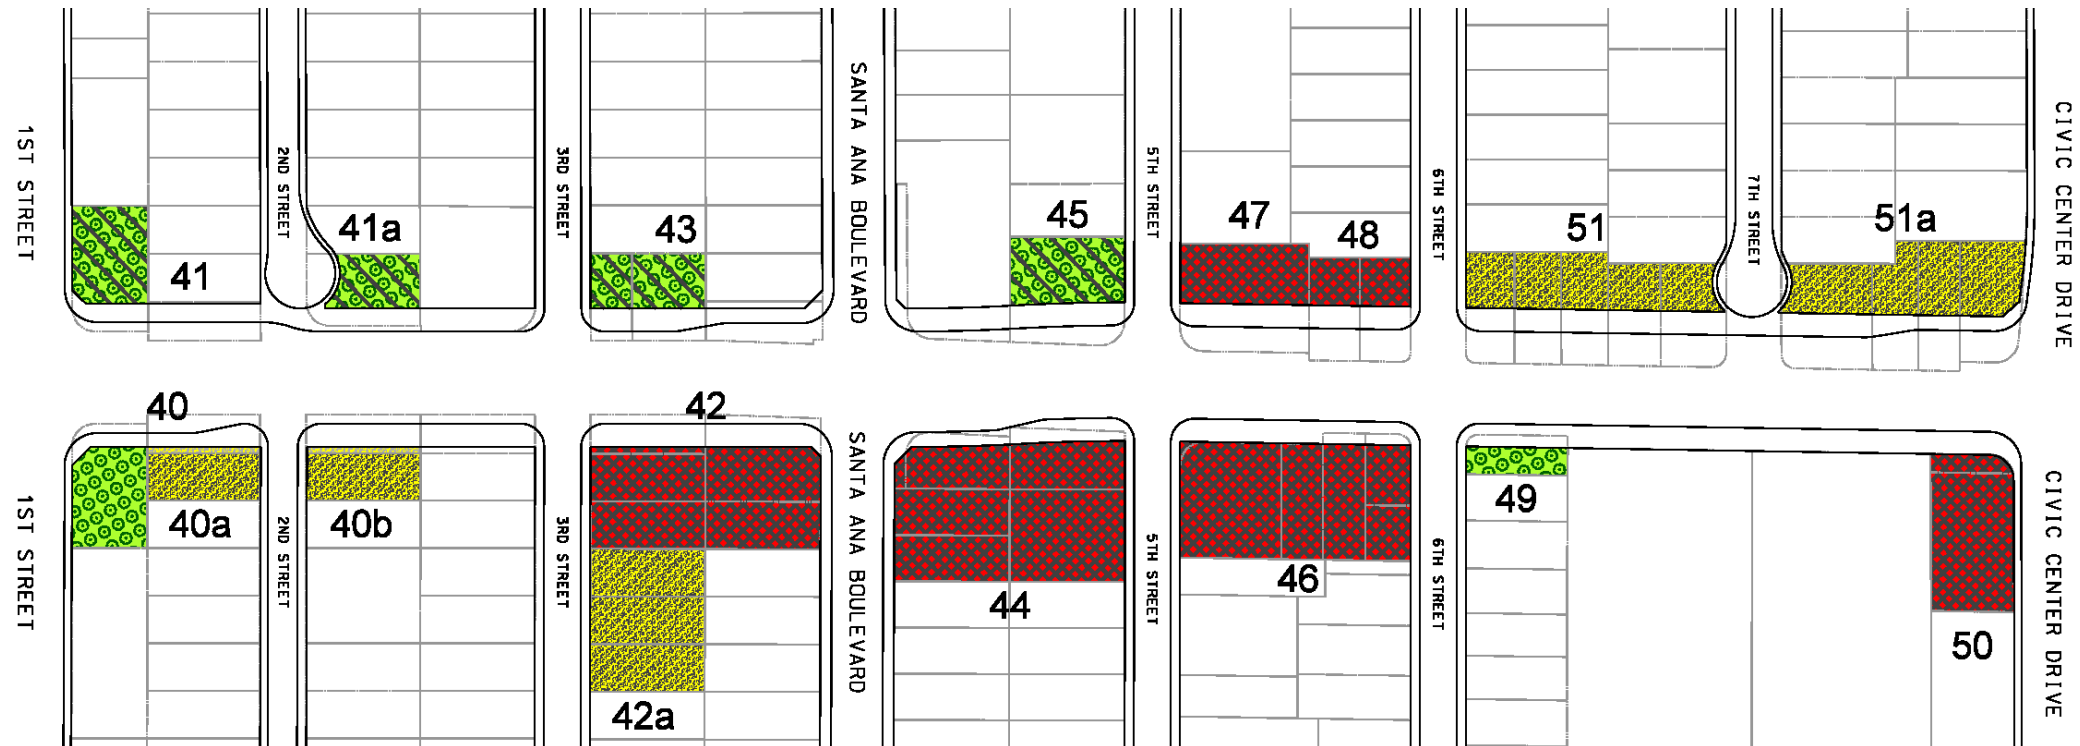 1ST STREET
2ND STREET
3RD STREET
SANTA ANA BOULEVARD
5TH STREET
6TH STREET
7TH STREET
CIVIC CENTER DRIVE
41
41a
43
45
47
48
51
51a
40
42
1ST STREET
40a
2ND STREET
40b
3RD STREET
42a
SANTA ANA BOULEVARD
44
5TH STREET
46
6TH STREET
49
50
CIVIC CENTER DRIVE